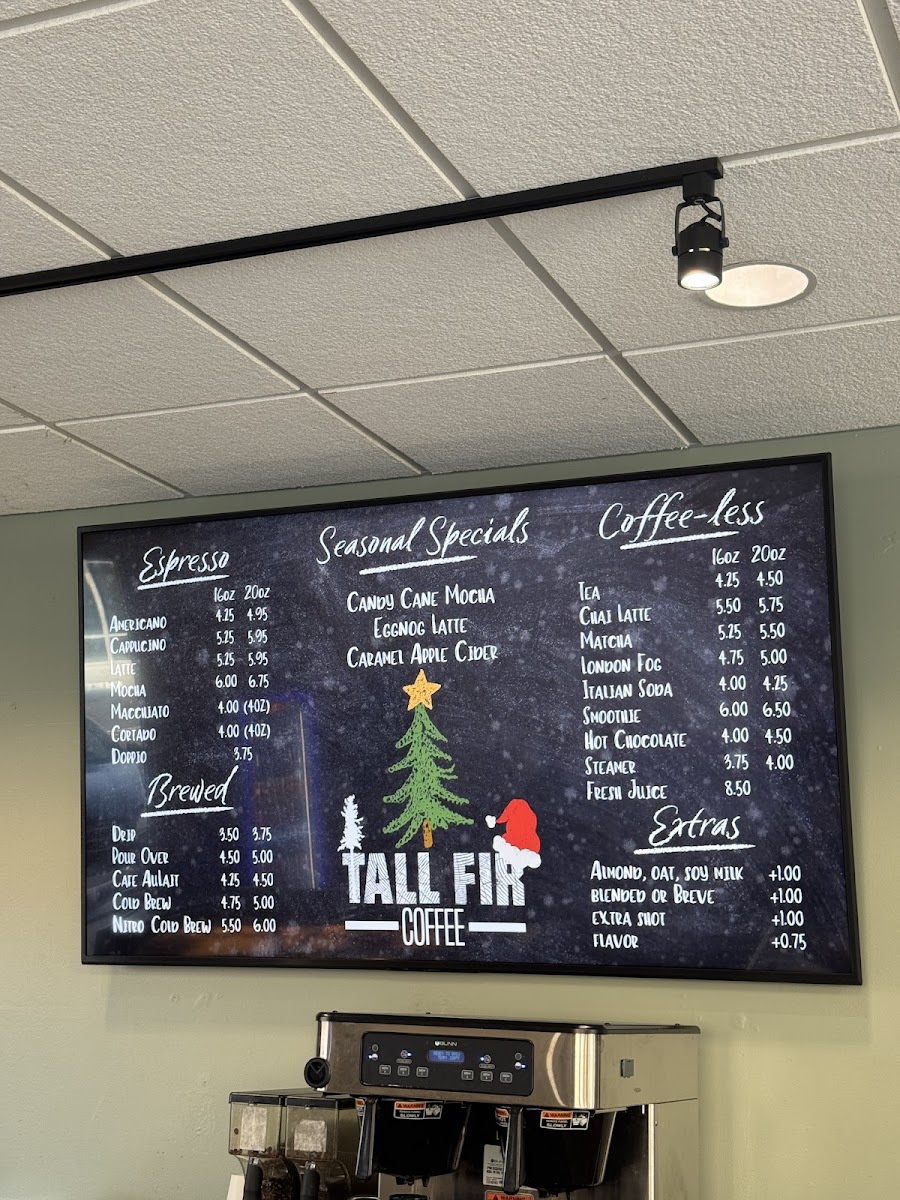 Espresso
16oz 20oz
Americano 4.25 4.95
Cappucino 5.25 5.95
Latte 5.25 5.95
Mocha 6.00 6.75
Macchiato 4.00 (4oz)
Cortado 4.00 (4oz)
Doppio 3.75
Brewed
Drip 3.50 3.75
Pour Over 4.50 5.00
Cafe AuLait 4.25 4.50
Cold Brew 4.75 5.00
Nitro Cold Brew 5.50 6.00
Seasonal Specials
Candy Cane Mocha
Eggnog Latte
Caramel Apple Cider
TALL FIR
COFFEE
Coffee-less
16oz 20oz
Tea 4.25 4.50
Chai Latte 5.50 5.75
Matcha 5.25 5.50
London Fog 4.75 5.00
Italian Soda 4.00 4.25
Smoothie 6.00 6.50
Hot Chocolate 4.00 4.50
Steamer 3.75 4.00
Fresh Juice 8.50
Extras
Almond, oat, soy milk +1.00
blended or Breve +1.00
extra shot +1.00
flavor +0.75
BUNN
WARNING
WARNING